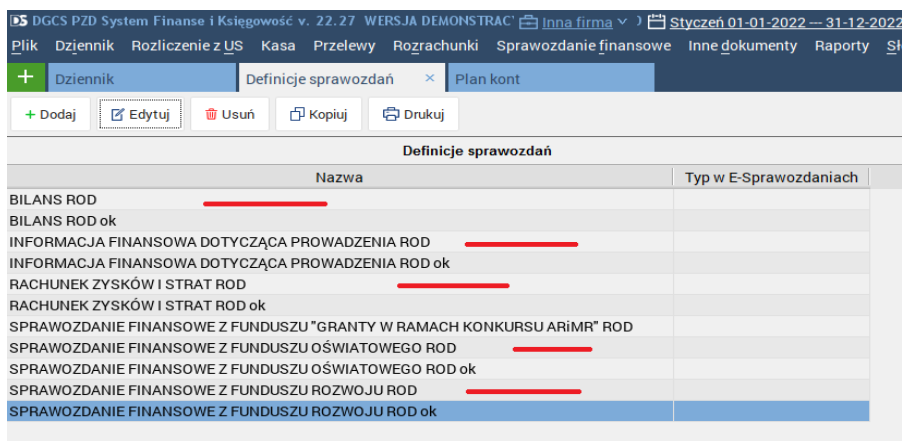 DS DGCS PZD System Finanse i Księgowość v. 22.27 WERSJA DEMONSTRAC' Inna firma ) Styczeń 01-01-2022 — 31-12-2022
Plik Dziennik Rozliczenie z US Kasa Przelewy Rozrachunki Sprawozdanie finansowe Inne dokumenty Raporty Sł
+ Dziennik Definicje sprawozdań × Plan kont
+ Dodaj Edytuj Usuń Kopiuj Drukuj
Definicje sprawozdań
Nazwa Typ w E-Sprawozdaniach
BILANS ROD
BILANS ROD ok
INFORMACJA FINANSOWA DOTYCZĄCA PROWADZENIA ROD
INFORMACJA FINANSOWA DOTYCZĄCA PROWADZENIA ROD ok
RACHUNEK ZYSKÓW I STRAT ROD
RACHUNEK ZYSKÓW I STRAT ROD ok
SPRAWOZDANIE FINANSOWE Z FUNDUSZU "GRANTY W RAMACH KONKURSU ARiMR" ROD
SPRAWOZDANIE FINANSOWE Z FUNDUSZU OŚWIATOWEGO ROD
SPRAWOZDANIE FINANSOWE Z FUNDUSZU OŚWIATOWEGO ROD ok
SPRAWOZDANIE FINANSOWE Z FUNDUSZU ROZWOJU ROD
SPRAWOZDANIE FINANSOWE Z FUNDUSZU ROZWOJU ROD ok